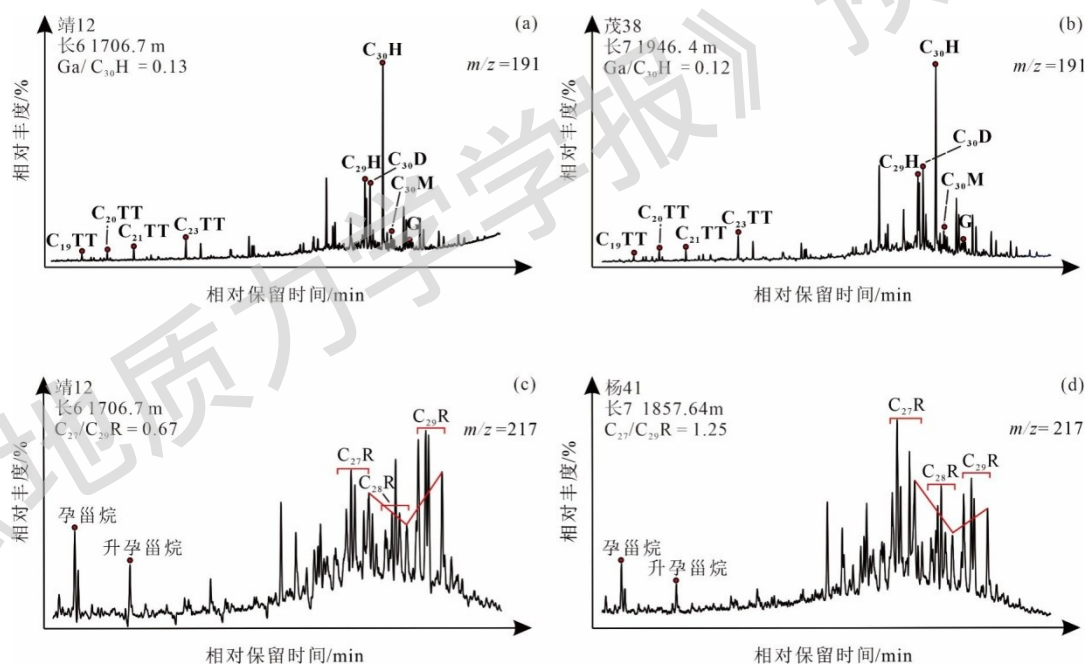 靖12
长6 1706.7 m
Ga/ C₃₀H = 0.13
(a)
m/z=191
C₃₀H
C₂₉H
C₃₀D
C₃₀M
G
C₁₉TT
C₂₀TT
C₂₁TT
C₂₃TT
相对丰度/%
相对保留时间/min
茂38
长7 1946. 4 m
Ga/ C₃₀H = 0.12
(b)
m/z=191
C₃₀H
C₂₉H
C₃₀D
C₃₀M
G
C₁₉TT
C₂₀TT
C₂₁TT
C₂₃TT
相对丰度/%
相对保留时间/min
靖12
长6 1706.7 m
C₂₇/C₂₉R = 0.67
(c)
m/z=217
C₂₇R
C₂₈R
C₂₉R
孕甾烷
升孕甾烷
相对丰度/%
相对保留时间/min
杨41
长7 1857.64m
C₂₇/C₂₉R = 1.25
(d)
m/z=217
C₂₇R
C₂₈R
C₂₉R
孕甾烷
升孕甾烷
相对丰度/%
相对保留时间/min
《地质力学学报》